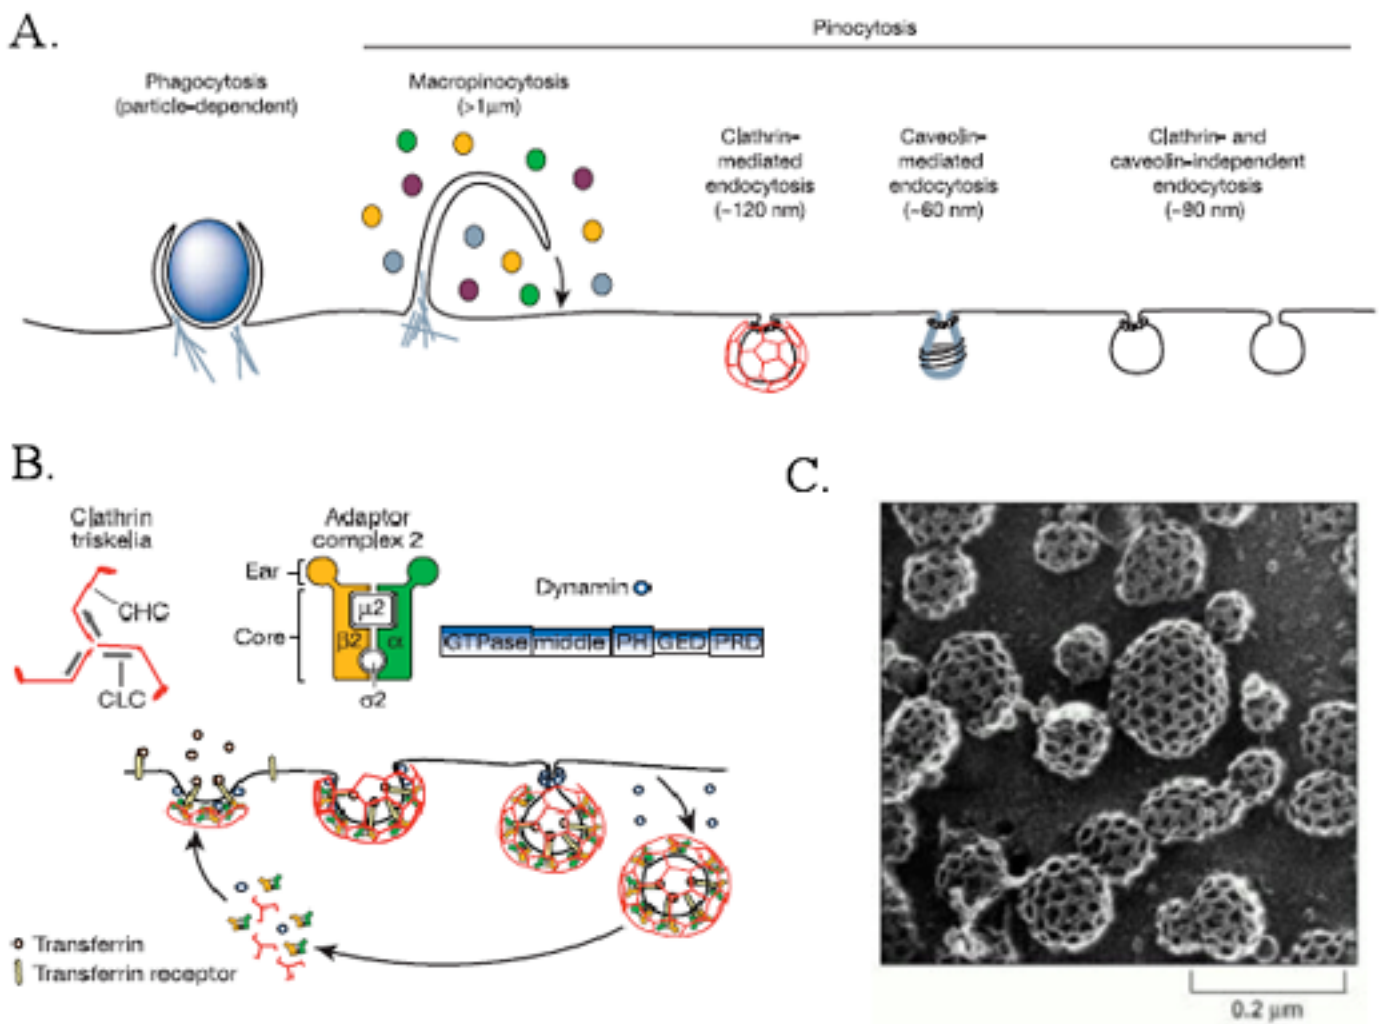 A.
Pinocytosis
Phagocytosis
(particle-dependent)
Macropinocytosis
(>1µm)
Clathrin-
mediated
endocytosis
(~120 nm)
Caveolin-
mediated
endocytosis
(~60 nm)
Clathrin- and
caveolin-independent
endocytosis
(~90 nm)
B.
Clathrin
triskelia
CHC
CLC
Adaptor
complex 2
Ear
Core
µ2
β2
α
σ2
Dynamin
GTPase middle PH GED PRD
Transferrin
Transferrin receptor
C.
0.2 µm